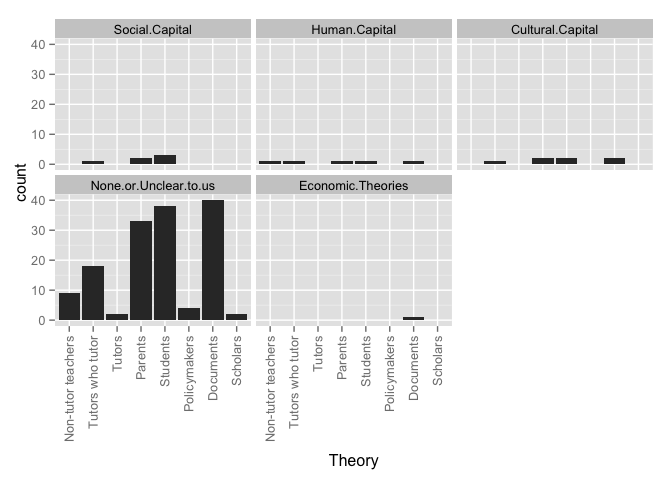 Social.Capital
Human.Capital
Cultural.Capital
40
30
20
10
0
None.or.Unclear.to.us
Economic.Theories
40
30
20
10
0
count
Non-tutor teachers
Tutors who tutor
Tutors
Parents
Students
Policymakers
Documents
Scholars
Non-tutor teachers
Tutors who tutor
Tutors
Parents
Students
Policymakers
Documents
Scholars
Theory